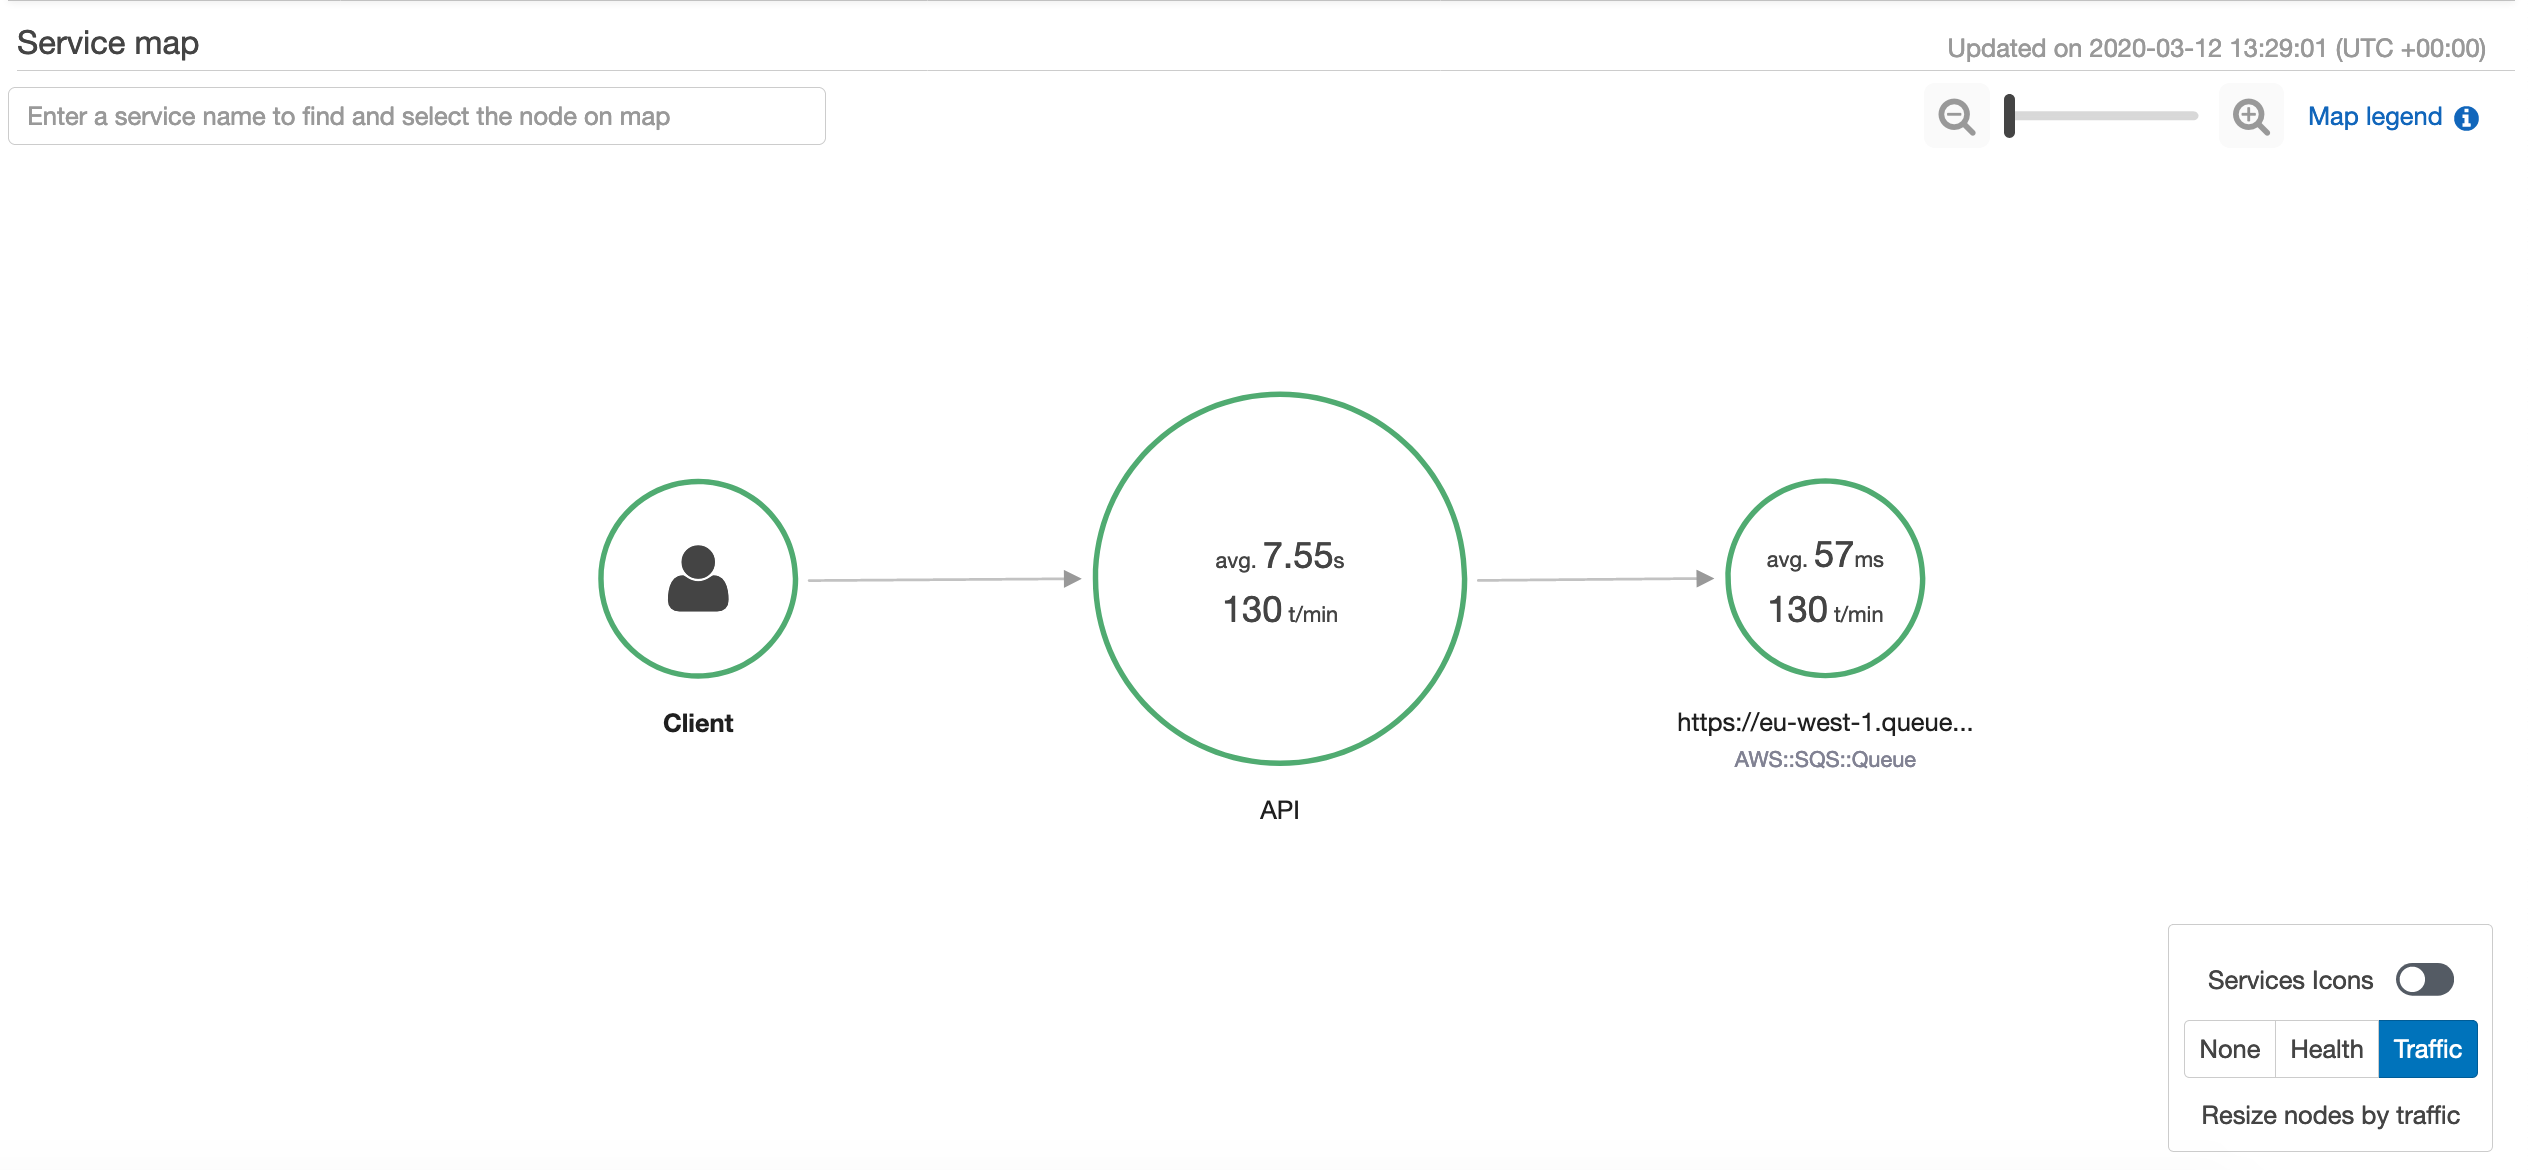 Service map
Updated on 2020-03-12 13:29:01 (UTC +00:00)
Enter a service name to find and select the node on map
Map legend
avg. 7.55s
130 t/min
avg. 57ms
130 t/min
Client
API
https://eu-west-1.queue...
AWS::SQS::Queue
Services Icons
None Health Traffic
Resize nodes by traffic